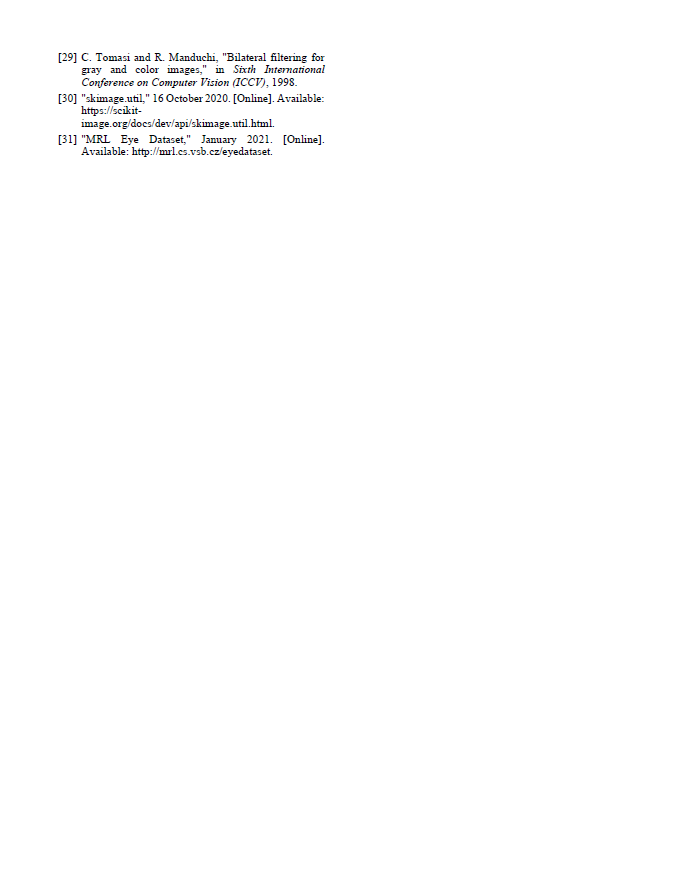 [29] C. Tomasi and R. Manduchi, "Bilateral filtering for
gray and color images," in Sixth International
Conference on Computer Vision (ICCV), 1998.
[30] "skimage.util," 16 October 2020. [Online]. Available:
https://scikit-
image.org/docs/dev/api/skimage.util.html.
[31] "MRL Eye Dataset," January 2021. [Online].
Available: http://mrl.cs.vsb.cz/eyedataset.